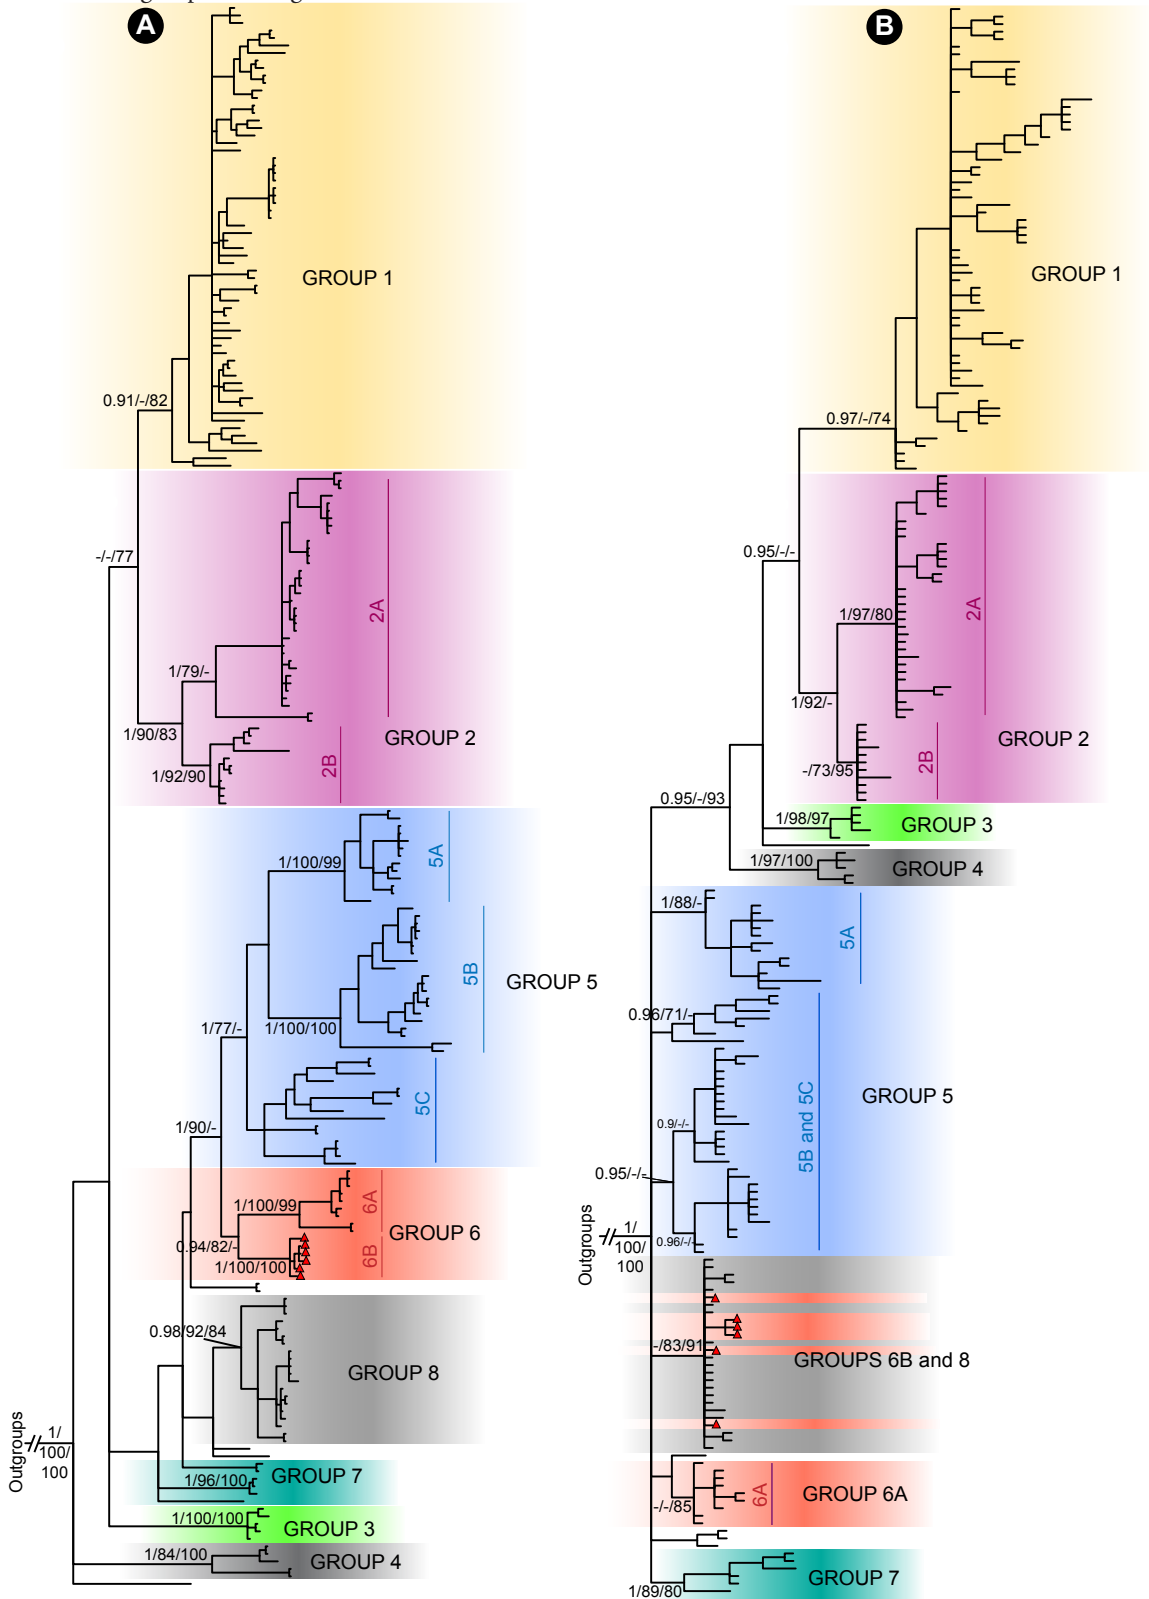 A
GROUP 1
0.91/-/82
-/-/77
2A
1/79/-
1/90/83
GROUP 2
2B
1/92/90
1/100/99
5A
5B
GROUP 5
1/77/-
1/100/100
5C
1/90/-
1/100/99
6A
GROUP 6
0.94/82/-
6B
1/100/100
0.98/92/84
GROUP 8
Outgroups
1/
100/
100
GROUP 7
1/96/100
1/100/100
GROUP 3
1/84/100
GROUP 4
B
GROUP 1
0.97/-/74
0.95/-/-
2A
1/97/80
1/92/-
GROUP 2
2B
-/73/95
0.95/-/93
1/98/97
GROUP 3
1/97/100
GROUP 4
1/88/-
5A
0.96/71/-
GROUP 5
5B and 5C
0.9/-/-
0.95/-/-
Outgroups
1/
100/
100
0.96/-/-
-/83/91
GROUPS 6B and 8
6A
GROUP 6A
-/-/85
GROUP 7
1/89/80